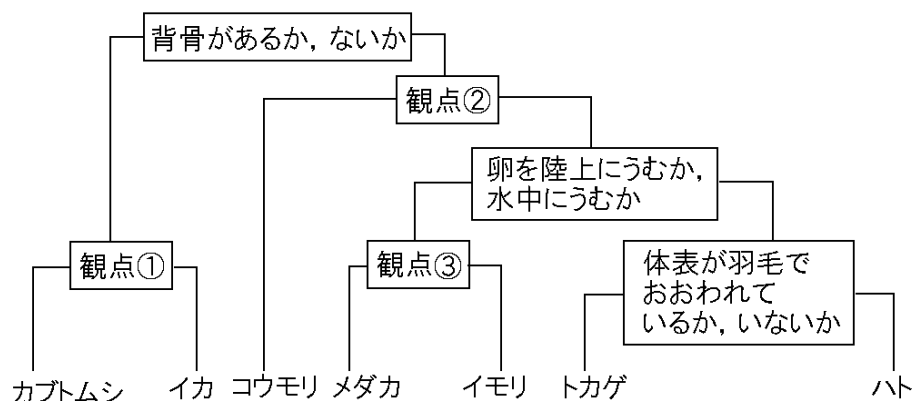 背骨があるか，ないか
観点②
卵を陸上にうむか，
水中にうむか
観点①
観点③
体表が羽毛で
おおわれて
いるか，いないか
カブトムシ
イカ
コウモリ
メダカ
イモリ
トカゲ
ハト